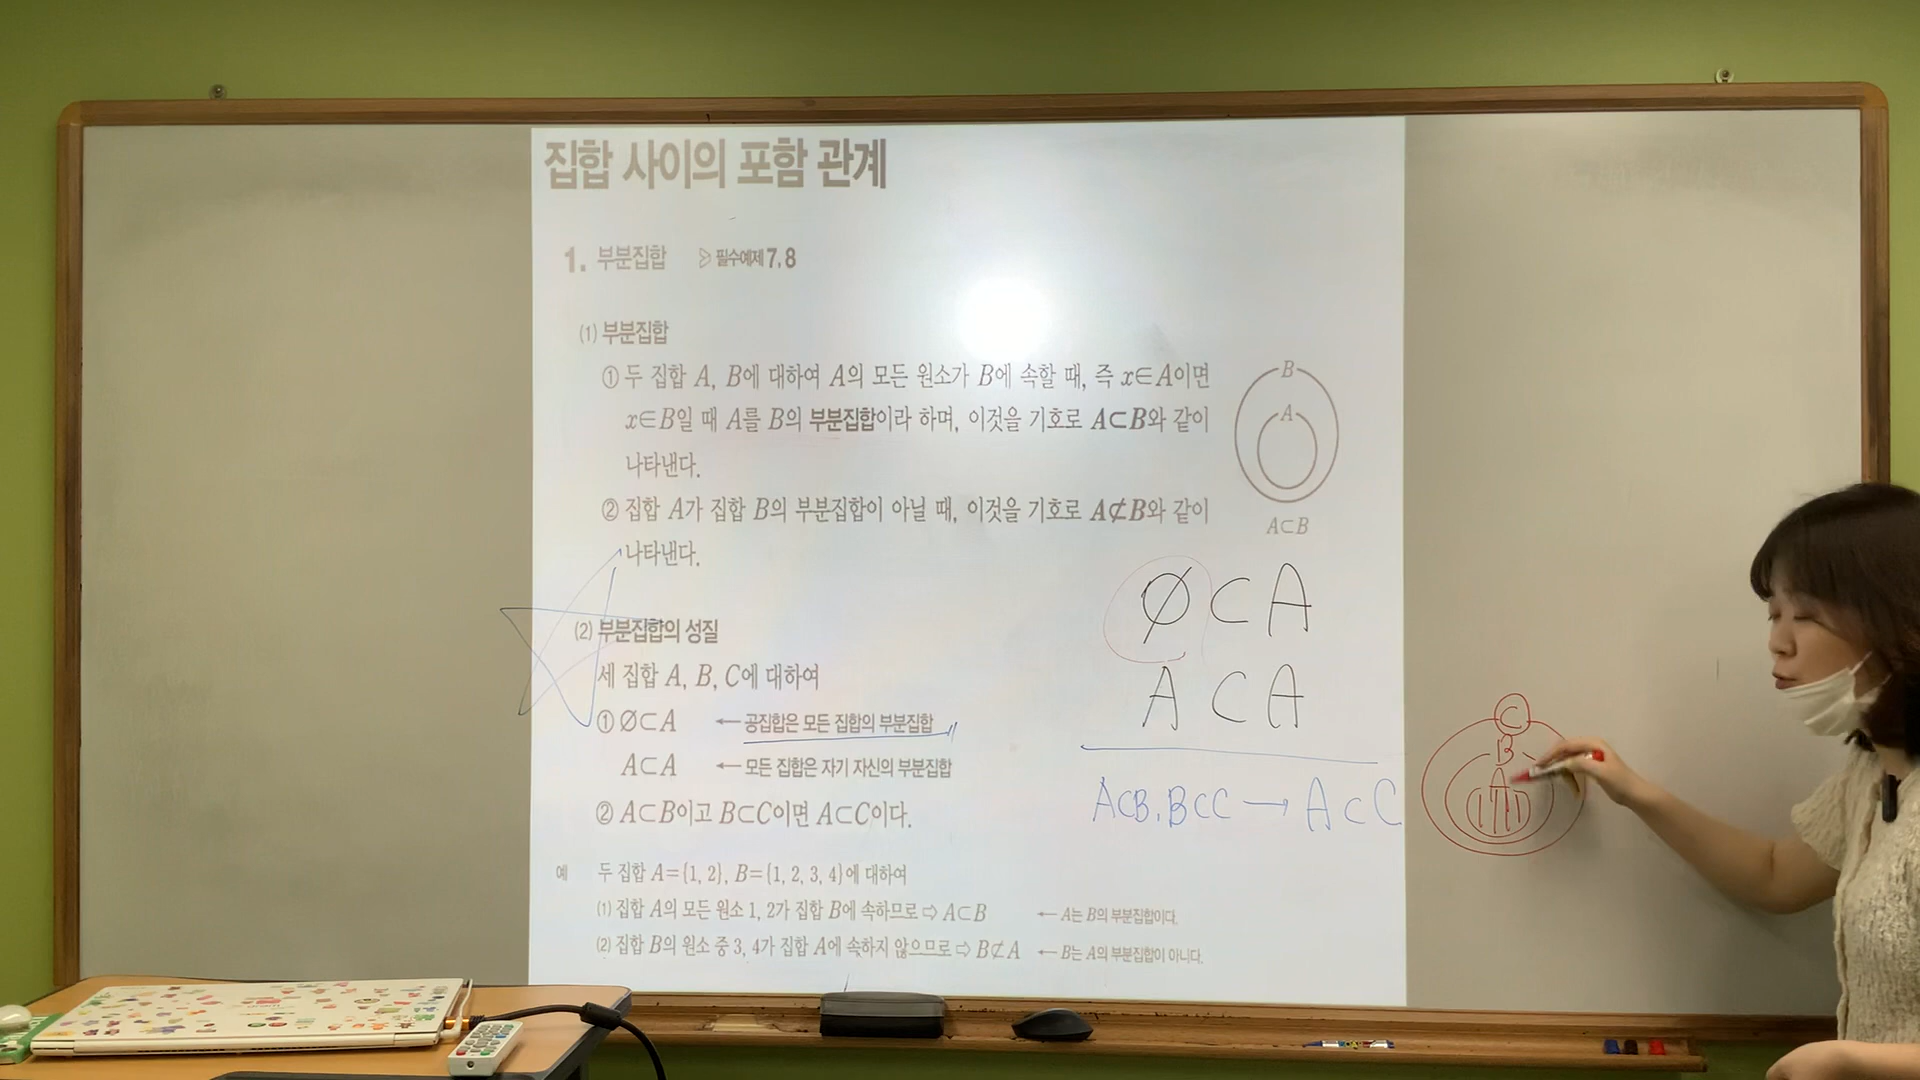 집합 사이의 포함 관계
1. 부분집합 필수예제 7, 8
(1) 부분집합
① 두 집합 A, B에 대하여 A의 모든 원소가 B에 속할 때, 즉 x∈A이면
x∈B일 때 A를 B의 부분집합이라 하며, 이것을 기호로 A⊂B와 같이
나타낸다.
② 집합 A가 집합 B의 부분집합이 아닐 때, 이것을 기호로 A⊄B와 같이
나타낸다.
B
A
A⊂B
(2) 부분집합의 성질
세 집합 A, B, C에 대하여
① ∅⊂A ← 공집합은 모든 집합의 부분집합
A⊂A ← 모든 집합은 자기 자신의 부분집합
② A⊂B이고 B⊂C이면 A⊂C이다.
∅⊂A
A⊂A
A⊂B, B⊂C → A⊂C
C
B
A
예 두 집합 A={1, 2}, B={1, 2, 3, 4}에 대하여
(1) 집합 A의 모든 원소 1, 2가 집합 B에 속하므로 ⇨ A⊂B ← A는 B의 부분집합이다.
(2) 집합 B의 원소 중 3, 4가 집합 A에 속하지 않으므로 ⇨ B⊄A ← B는 A의 부분집합이 아니다.